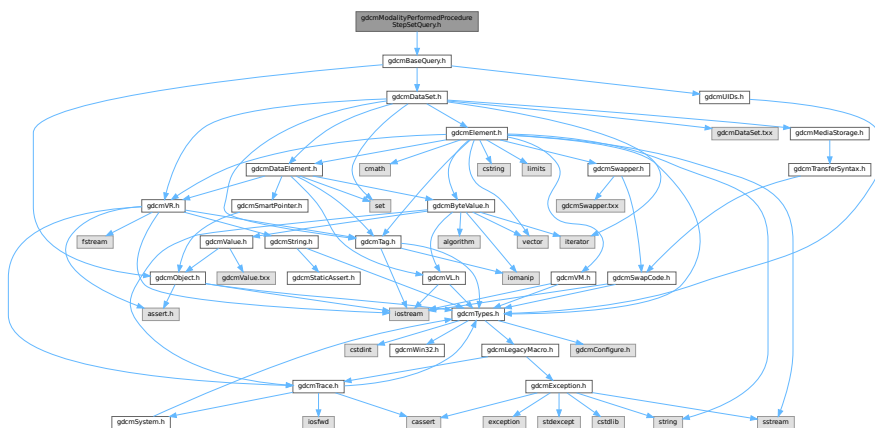 gdcmModalityPerformedProcedure
StepSetQuery.h
gdcmBaseQuery.h
gdcmDataSet.h
gdcmUIDs.h
gdcmElement.h
gdcmDataSet.txx
gdcmMediaStorage.h
gdcmDataElement.h
cmath
cstring
limits
gdcmSwapper.h
gdcmTransferSyntax.h
gdcmVR.h
gdcmSmartPointer.h
set
gdcmByteValue.h
gdcmSwapper.txx
fstream
gdcmValue.h
gdcmString.h
gdcmTag.h
algorithm
vector
iterator
gdcmObject.h
gdcmValue.txx
gdcmStaticAssert.h
gdcmVL.h
iomanip
gdcmVM.h
gdcmSwapCode.h
assert.h
iostream
gdcmTypes.h
cstdint
gdcmWin32.h
gdcmLegacyMacro.h
gdcmConfigure.h
gdcmTrace.h
gdcmException.h
gdcmSystem.h
iosfwd
cassert
exception
stdexcept
cstdlib
string
sstream